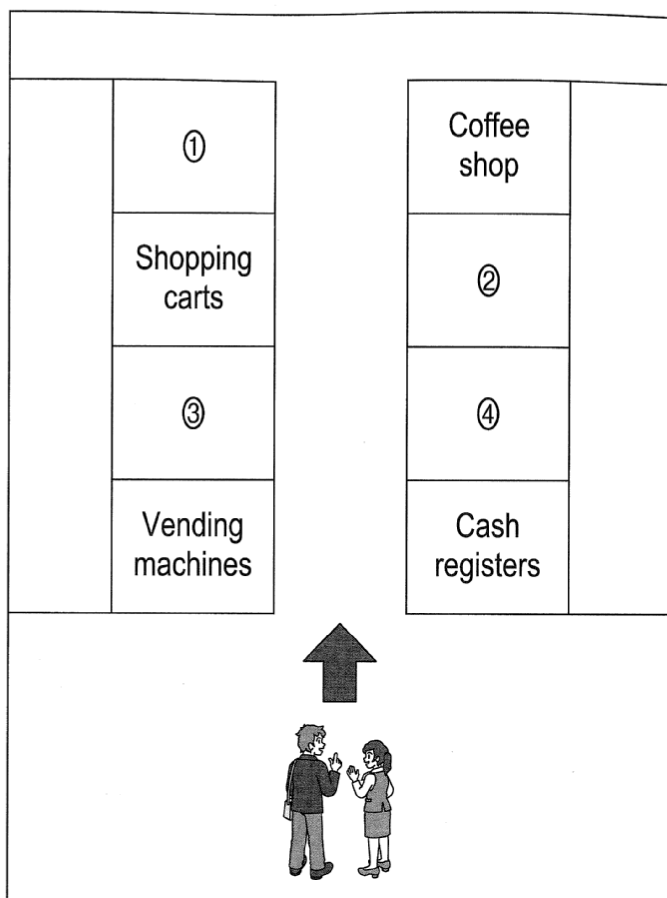 ①
Coffee
shop
Shopping
carts
②
③
④
Vending
machines
Cash
registers